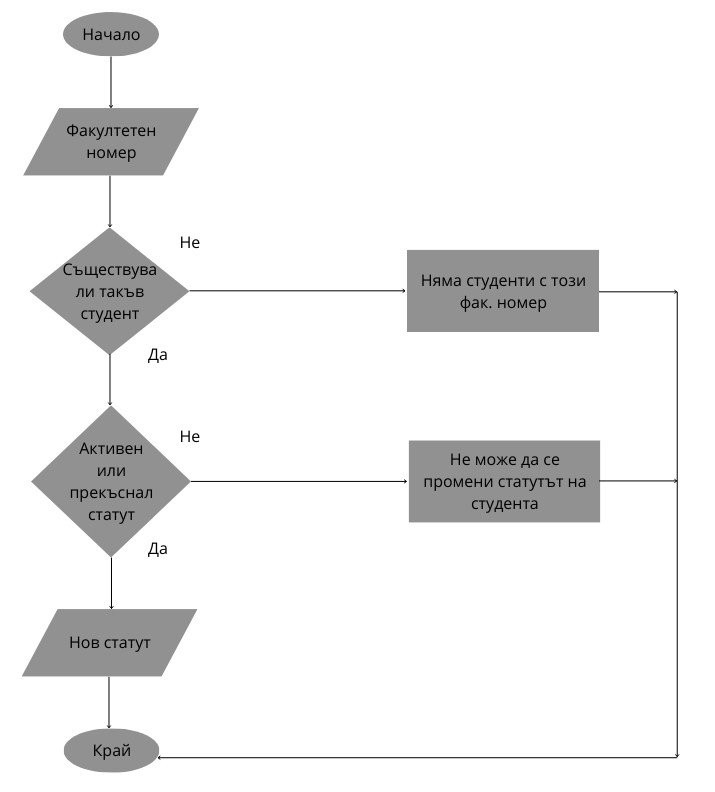 Начало
Факултетен
номер
Не
Съществува
ли такъв
студент
Няма студенти с този
фак. номер
Да
Не
Активен
или
прекъснал
статут
Не може да се
промени статутът на
студента
Да
Нов статут
Край